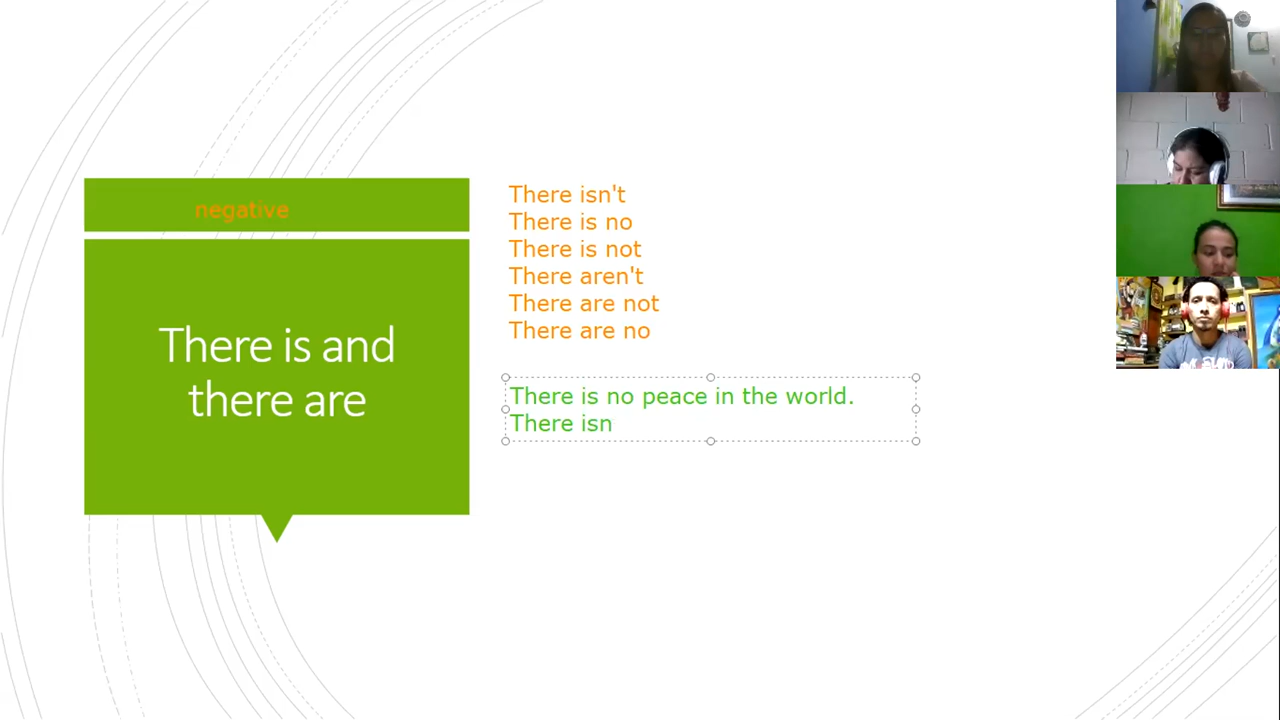 negative
There is and
there are
There isn't
There is no
There is not
There aren't
There are not
There are no
There is no peace in the world.
There isn